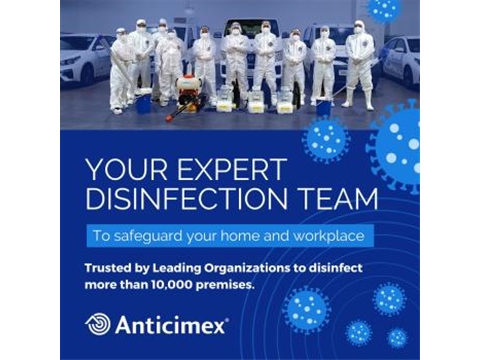 YOUR EXPERT
DISINFECTION TEAM
To safeguard your home and workplace
Trusted by Leading Organizations to disinfect
more than 10,000 premises.
Anticimex®